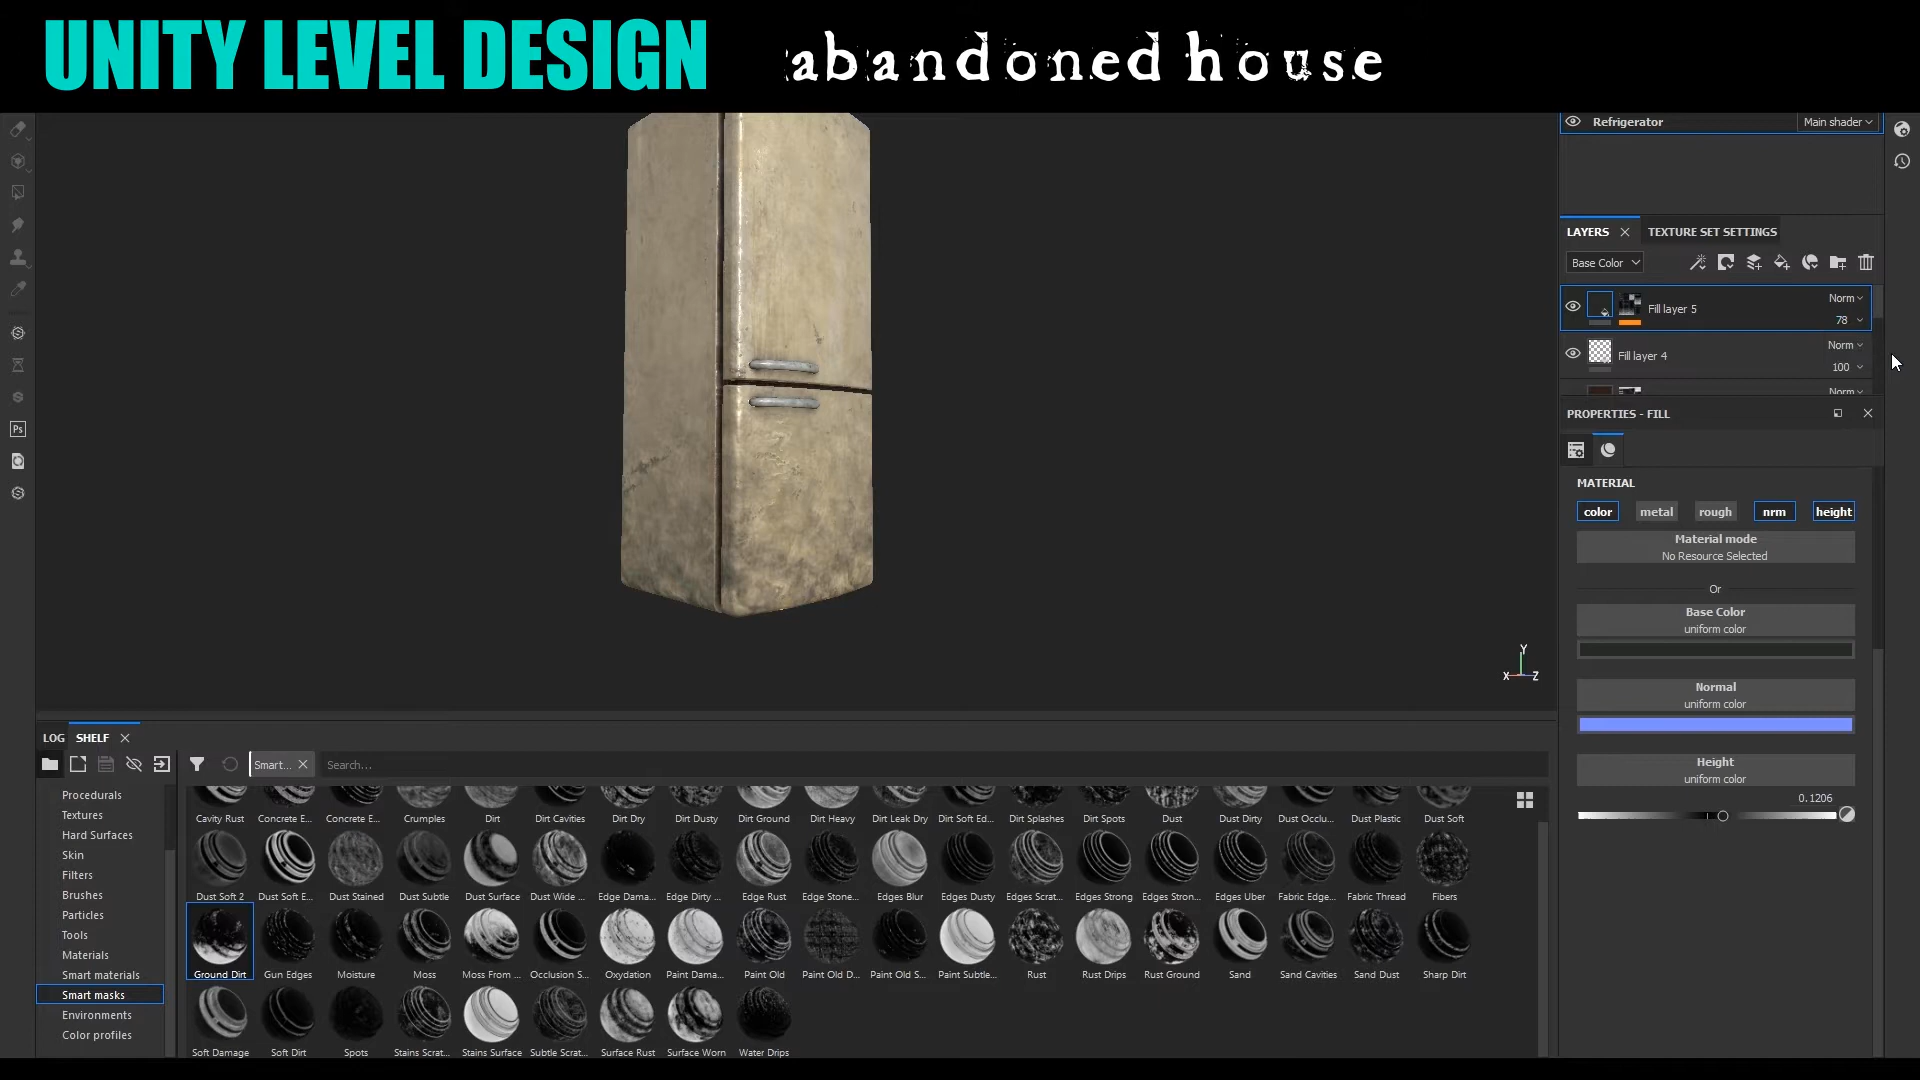 UNITY LEVEL DESIGN
abandoned house
Refrigerator
Main shader
LAYERS
TEXTURE SET SETTINGS
Base Color
Norm
Fill layer 5
78
Norm
Fill layer 4
100
Norm
PROPERTIES - FILL
MATERIAL
color metal rough nrm height
Material mode
No Resource Selected
Or
Base Color
uniform color
Normal
uniform color
Height
uniform color
0.1206
Y
X Z
Ps
LOG SHELF
Smart...
Search...
Procedurals
Textures
Hard Surfaces
Skin
Filters
Brushes
Particles
Tools
Materials
Smart materials
Smart masks
Environments
Color profiles
Cavity Rust Concrete E... Concrete E... Crumples Dirt Dirt Cavities Dirt Dry Dirt Dusty Dirt Ground Dirt Heavy Dirt Leak Dry Dirt Soft Ed... Dirt Splashes Dirt Spots Dust Dust Dirty Dust Occlu... Dust Plastic Dust Soft
Dust Soft 2 Dust Soft E... Dust Stained Dust Subtle Dust Surface Dust Wide ... Edge Dama... Edge Dirty ... Edge Rust Edge Stone... Edges Blur Edges Dusty Edges Scrat... Edges Strong Edges Stron... Edges Uber Fabric Edge... Fabric Thread Fibers
Ground Dirt Gun Edges Moisture Moss Moss From ... Occlusion S... Oxydation Paint Dama... Paint Old Paint Old D... Paint Old S... Paint Subtle... Rust Rust Drips Rust Ground Sand Sand Cavities Sand Dust Sharp Dirt
Soft Damage Soft Dirt Spots Stains Scrat... Stains Surface Subtle Scrat... Surface Rust Surface Worn Water Drips